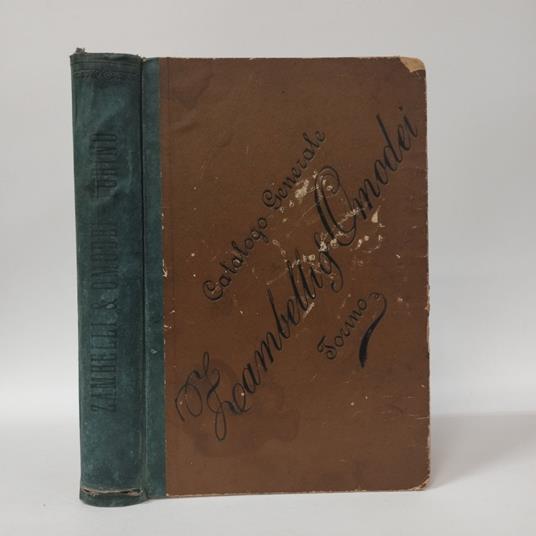 ZAMBELLI & OMODEI TORINO
Catalogo Generale
Zambelli & Omodei
Torino